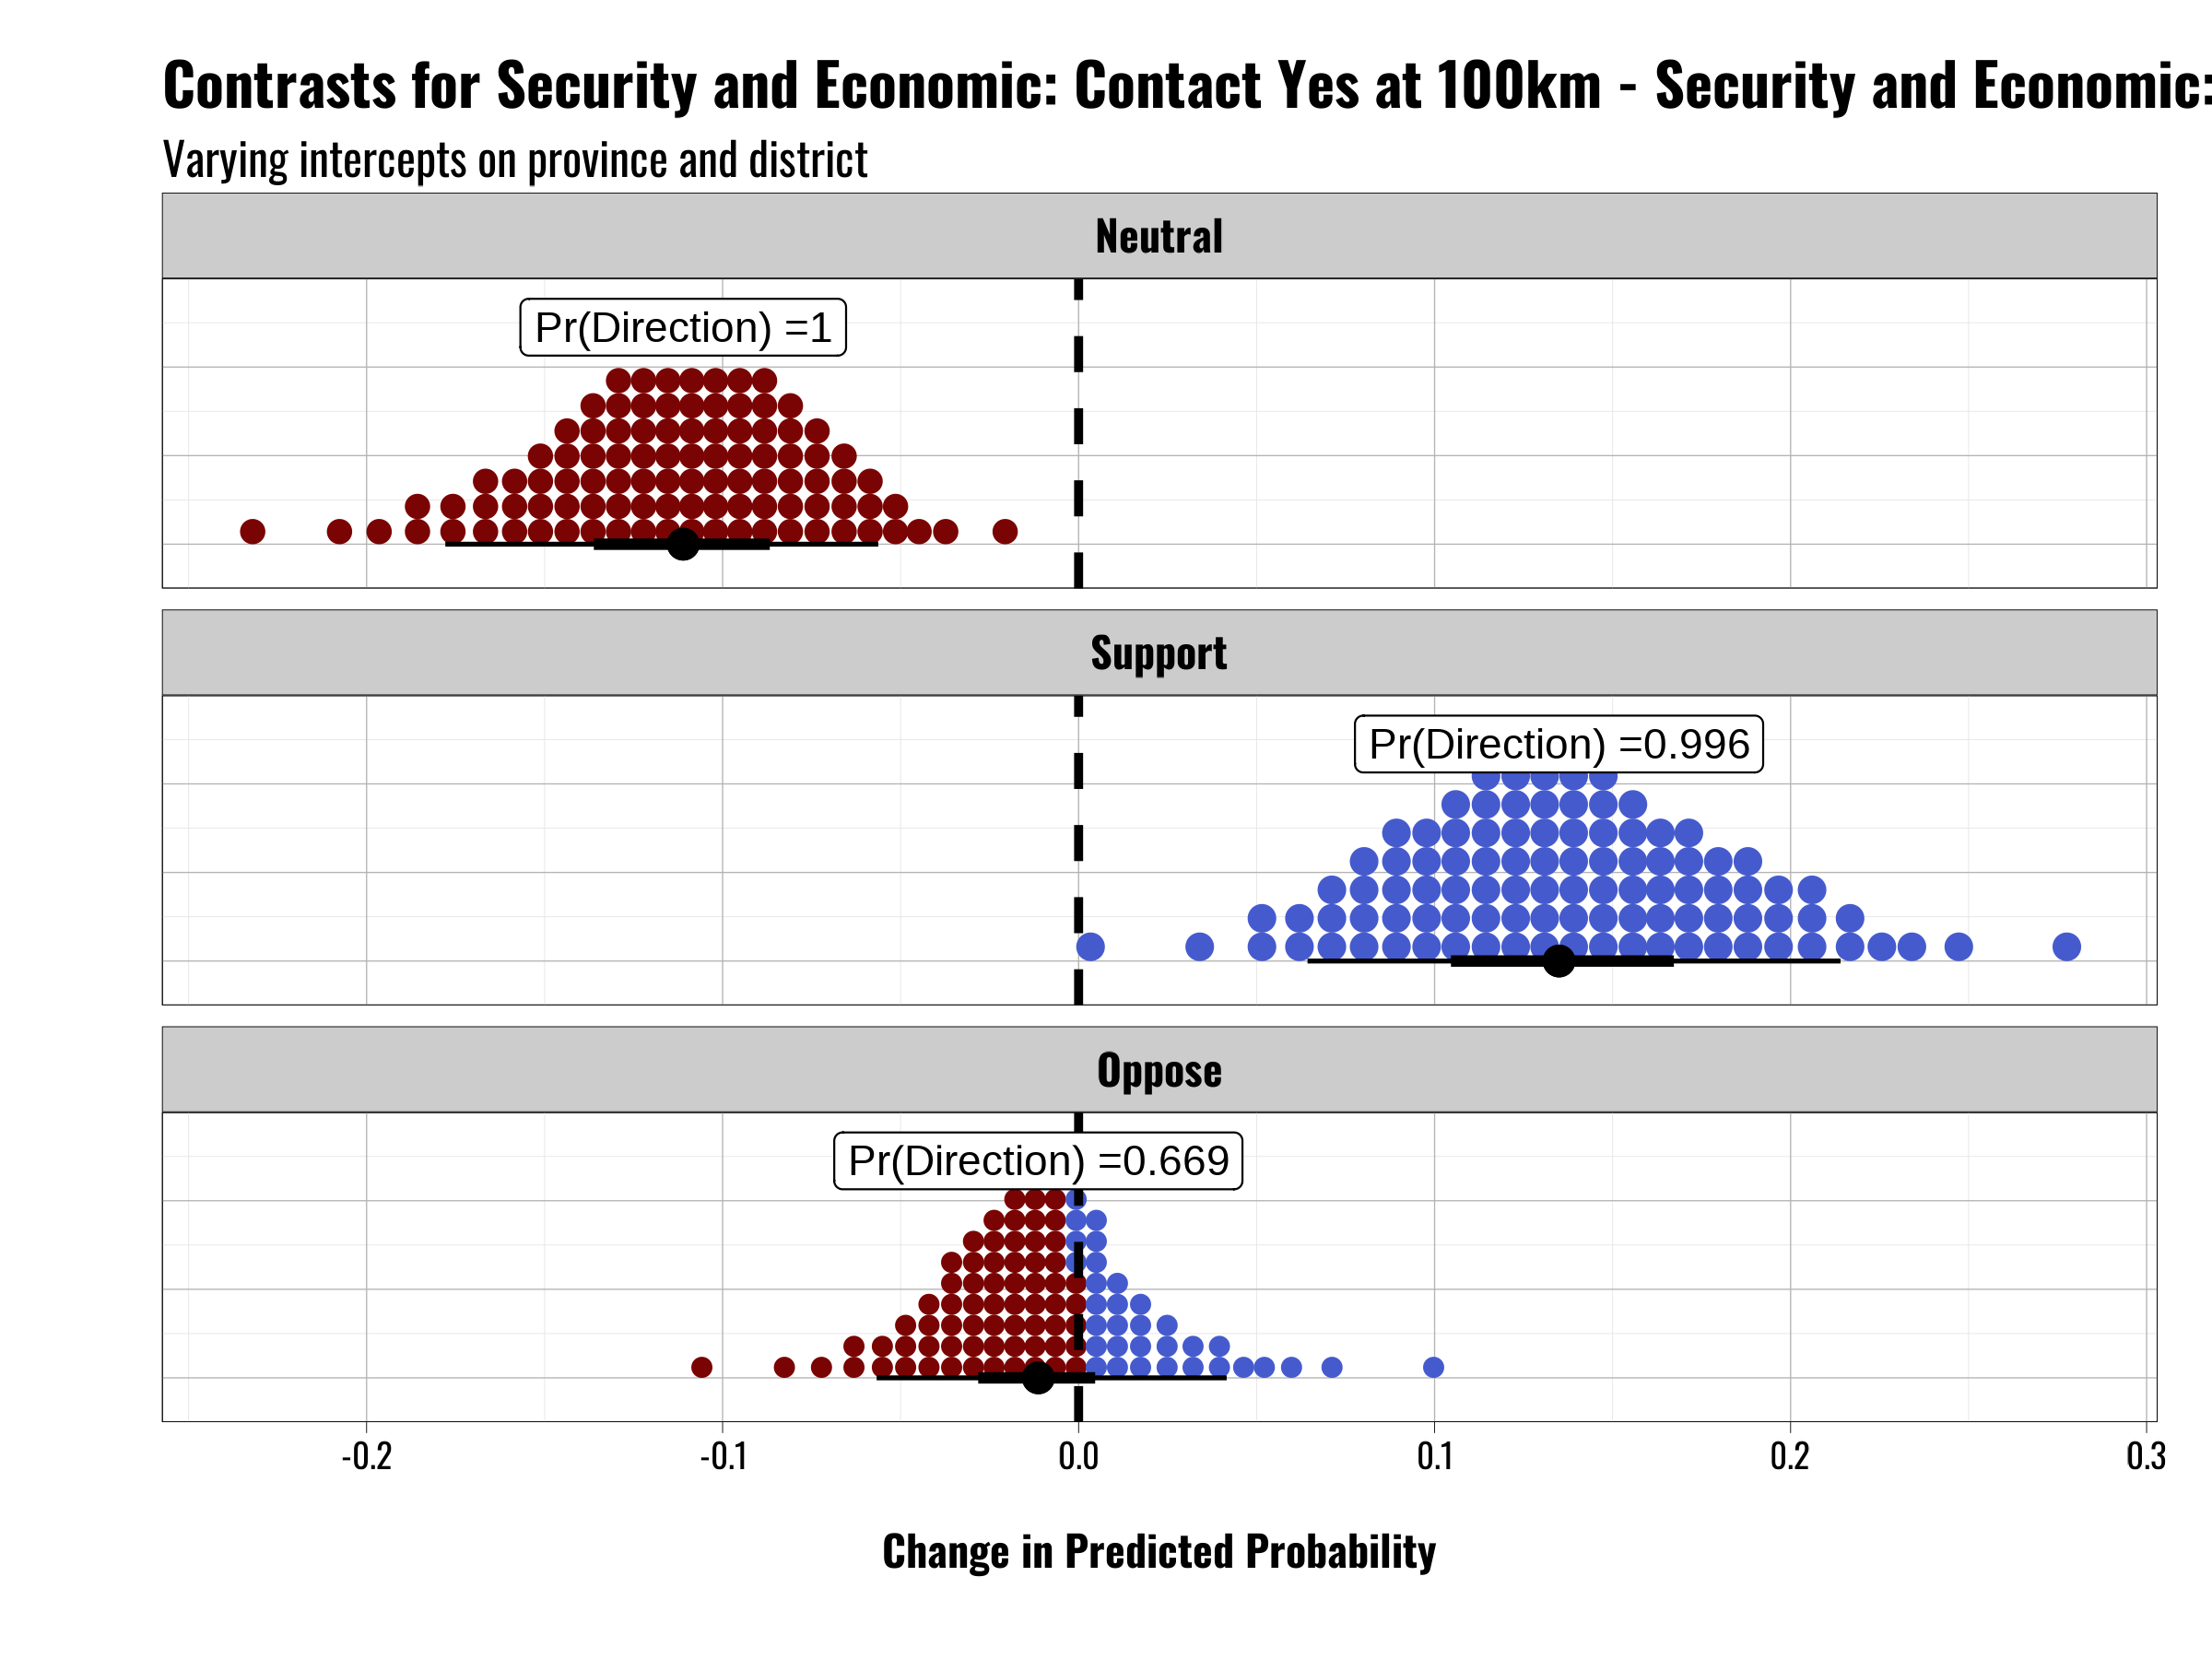 Contrasts for Security and Economic: Contact Yes at 100km - Security and Economic:
Varying intercepts on province and district
Neutral
Pr(Direction) =1
Support
Pr(Direction) =0.996
Oppose
Pr(Direction) =0.669
-0.2 -0.1 0.0 0.1 0.2 0.3
Change in Predicted Probability